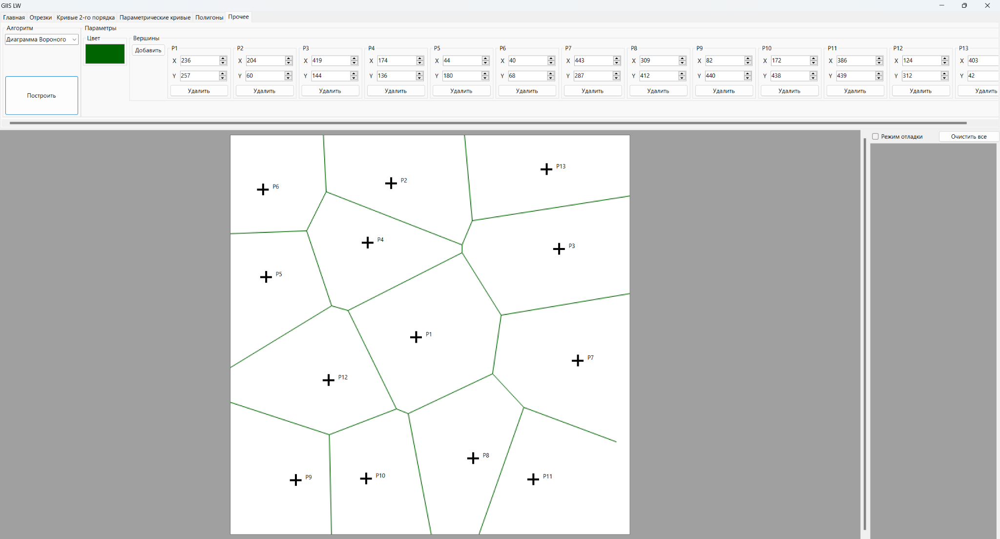 GIIS LW
Главная Отрезки Кривые 2-го порядка Параметрические кривые Полигоны Прочее
Алгоритм Параметры
Диаграмма Вороного Цвет Вершины
Добавить P1 P2 P3 P4 P5 P6 P7 P8 P9 P10 P11 P12 P13
X 236 X 204 X 419 X 174 X 44 X 40 X 443 X 309 X 82 X 172 X 386 X 124 X 403
Y 257 Y 60 Y 144 Y 136 Y 180 Y 68 Y 287 Y 412 Y 440 Y 438 Y 439 Y 312 Y 42
Удалить Удалить Удалить Удалить Удалить Удалить Удалить Удалить Удалить Удалить Удалить Удалить Удалить
Построить
Режим отладки Очистить все
P13
P2
P6
P4
P3
P5
P1
P7
P12
P8
P10
P9
P11